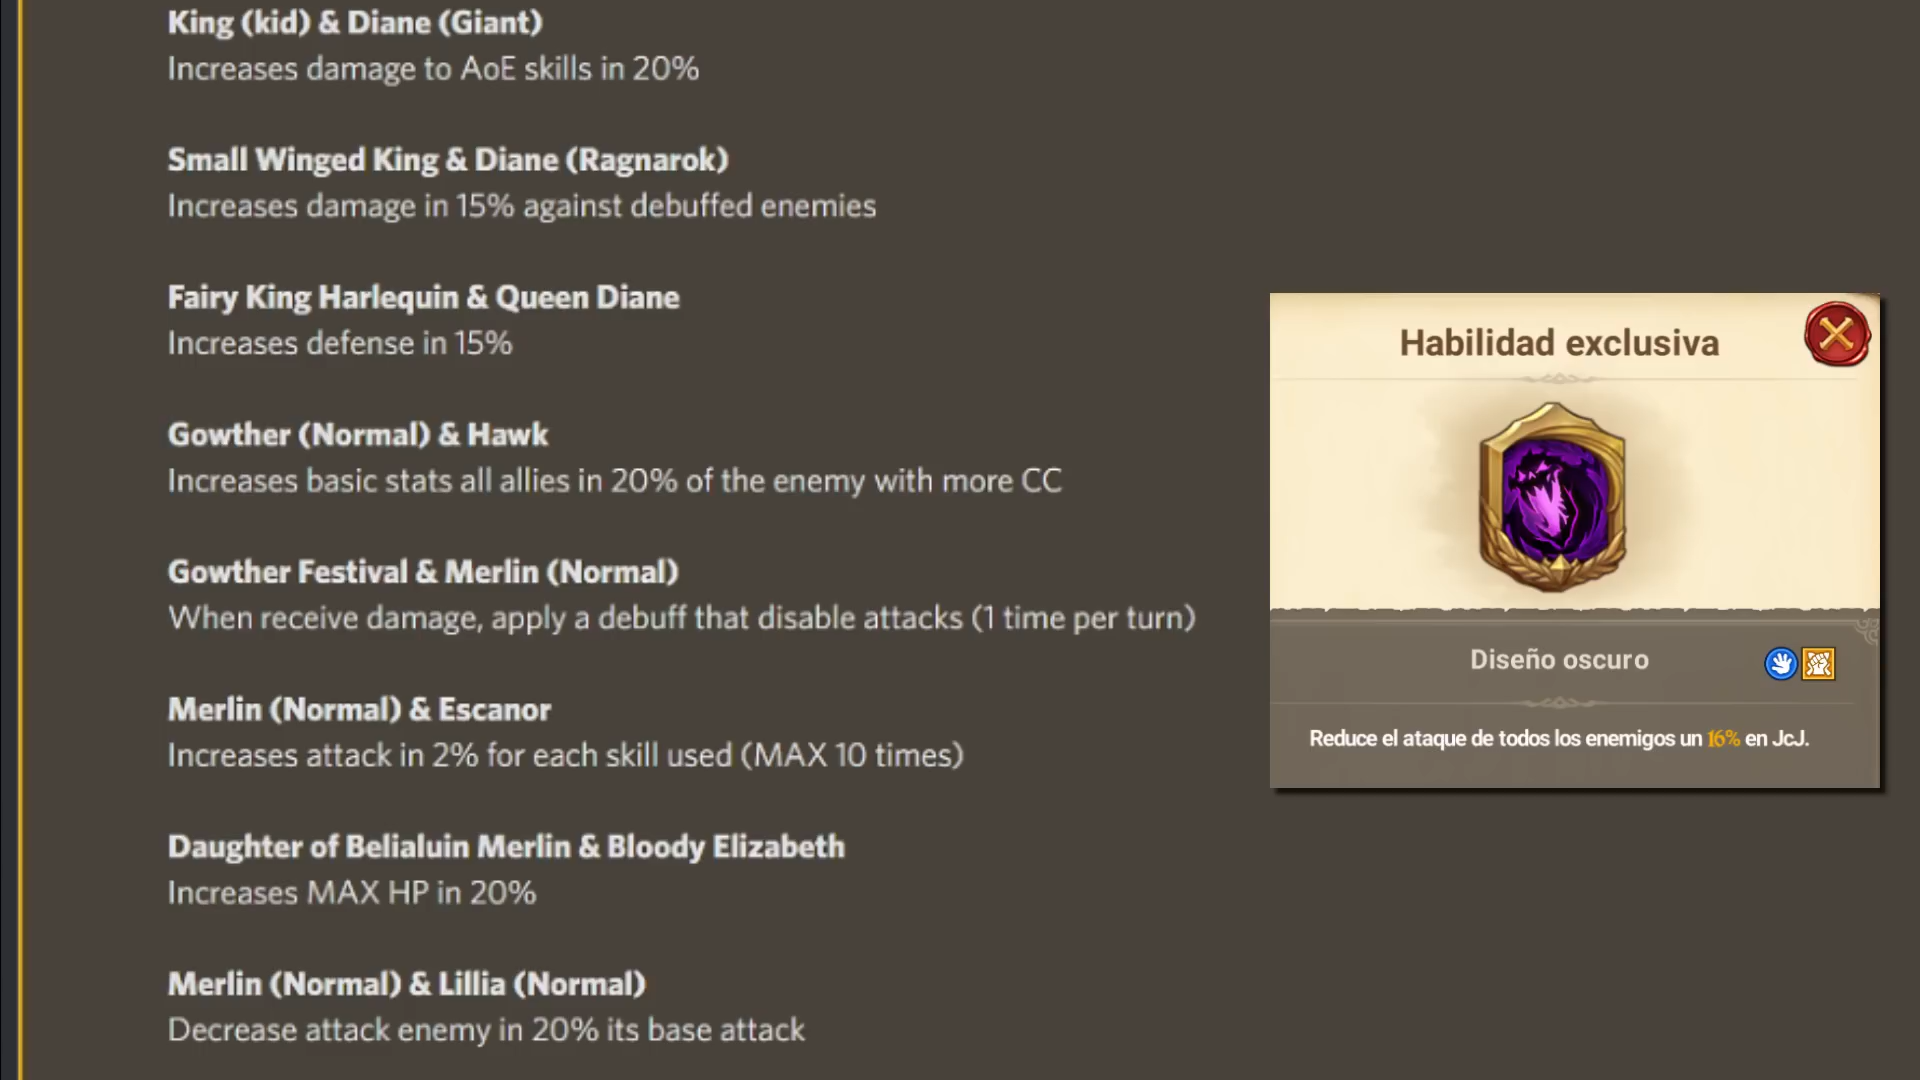 King (kid) & Diane (Giant)
Increases damage to AoE skills in 20%
Small Winged King & Diane (Ragnarok)
Increases damage in 15% against debuffed enemies
Fairy King Harlequin & Queen Diane
Increases defense in 15%
Gowther (Normal) & Hawk
Increases basic stats all allies in 20% of the enemy with more CC
Gowther Festival & Merlin (Normal)
When receive damage, apply a debuff that disable attacks (1 time per turn)
Merlin (Normal) & Escanor
Increases attack in 2% for each skill used (MAX 10 times)
Daughter of Belialuin Merlin & Bloody Elizabeth
Increases MAX HP in 20%
Merlin (Normal) & Lillia (Normal)
Decrease attack enemy in 20% its base attack
Habilidad exclusiva
Diseño oscuro
Reduce el ataque de todos los enemigos un 16% en JcJ.